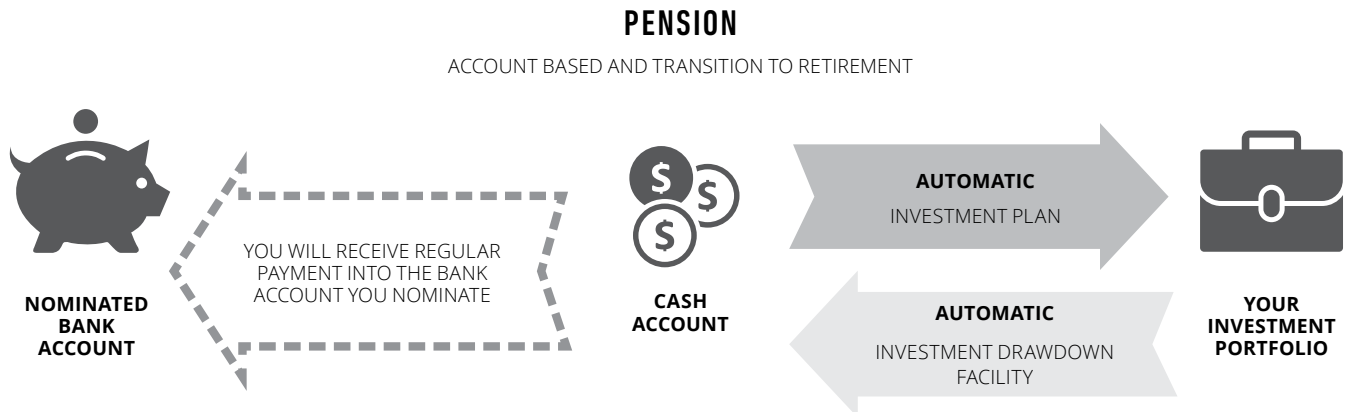 PENSION
ACCOUNT BASED AND TRANSITION TO RETIREMENT
YOU WILL RECEIVE REGULAR
PAYMENT INTO THE BANK
ACCOUNT YOU NOMINATE
NOMINATED
BANK
ACCOUNT
$
$
$
CASH
ACCOUNT
AUTOMATIC
INVESTMENT PLAN
AUTOMATIC
INVESTMENT DRAWDOWN
FACILITY
YOUR
INVESTMENT
PORTFOLIO